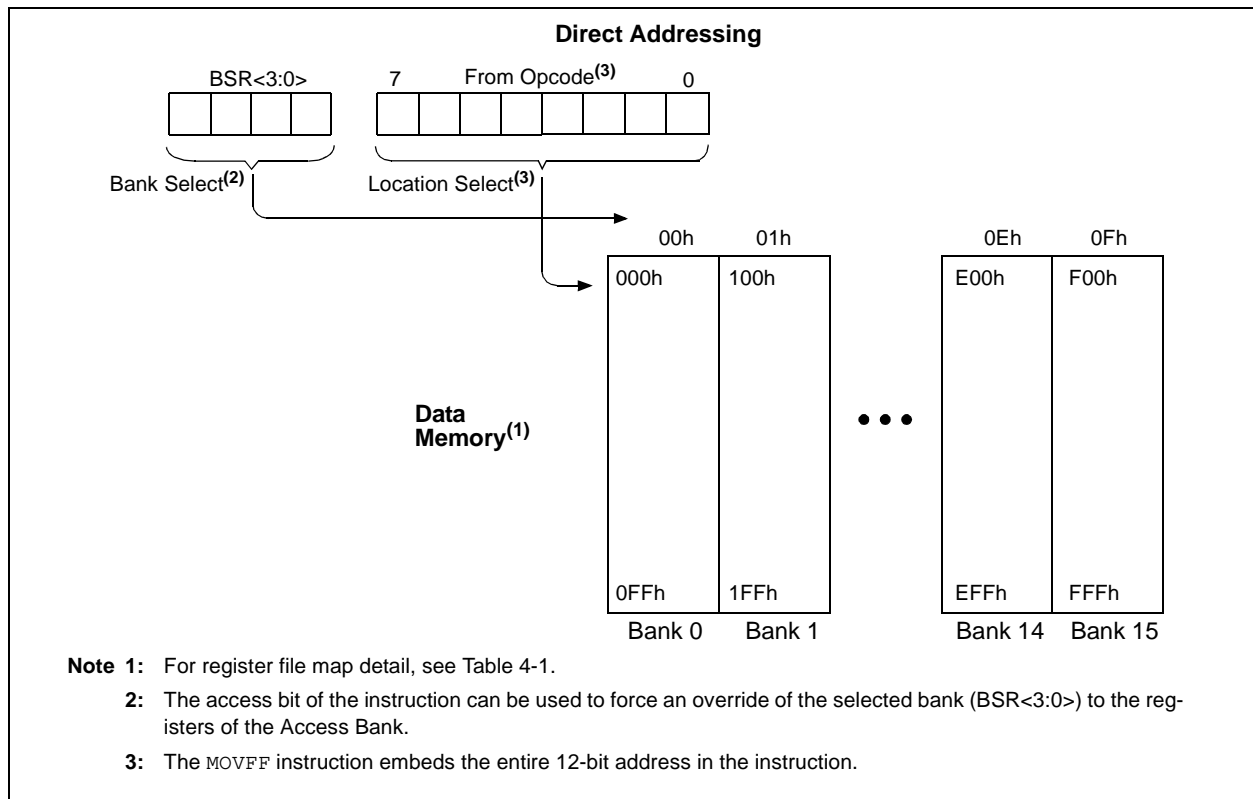 Direct Addressing
BSR<3:0> 7 From Opcode(3) 0
Bank Select(2) Location Select(3)
00h 01h 0Eh 0Fh
000h 100h E00h F00h
Data
Memory(1)
0FFh 1FFh EFFh FFFh
Bank 0 Bank 1 Bank 14 Bank 15
Note 1: For register file map detail, see Table 4-1.
2: The access bit of the instruction can be used to force an override of the selected bank (BSR<3:0>) to the reg-
isters of the Access Bank.
3: The MOVFF instruction embeds the entire 12-bit address in the instruction.